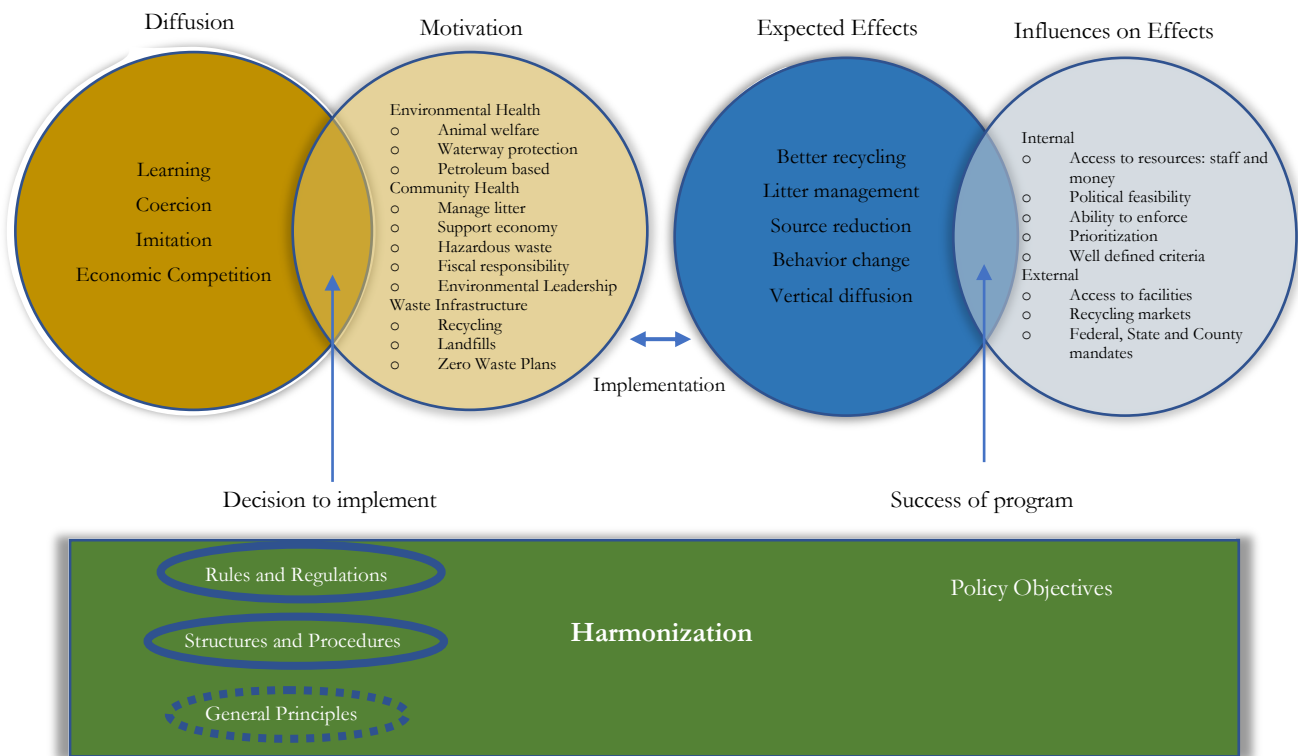 Diffusion
Motivation
Expected Effects
Influences on Effects
Learning
Coercion
Imitation
Economic Competition
Environmental Health
o Animal welfare
o Waterway protection
o Petroleum based
Community Health
o Manage litter
o Support economy
o Hazardous waste
o Fiscal responsibility
o Environmental Leadership
Waste Infrastructure
o Recycling
o Landfills
o Zero Waste Plans
Implementation
Better recycling
Litter management
Source reduction
Behavior change
Vertical diffusion
Internal
o Access to resources: staff and
money
o Political feasibility
o Ability to enforce
o Prioritization
o Well defined criteria
External
o Access to facilities
o Recycling markets
o Federal, State and County
mandates
Decision to implement
Success of program
Rules and Regulations
Structures and Procedures
General Principles
Harmonization
Policy Objectives